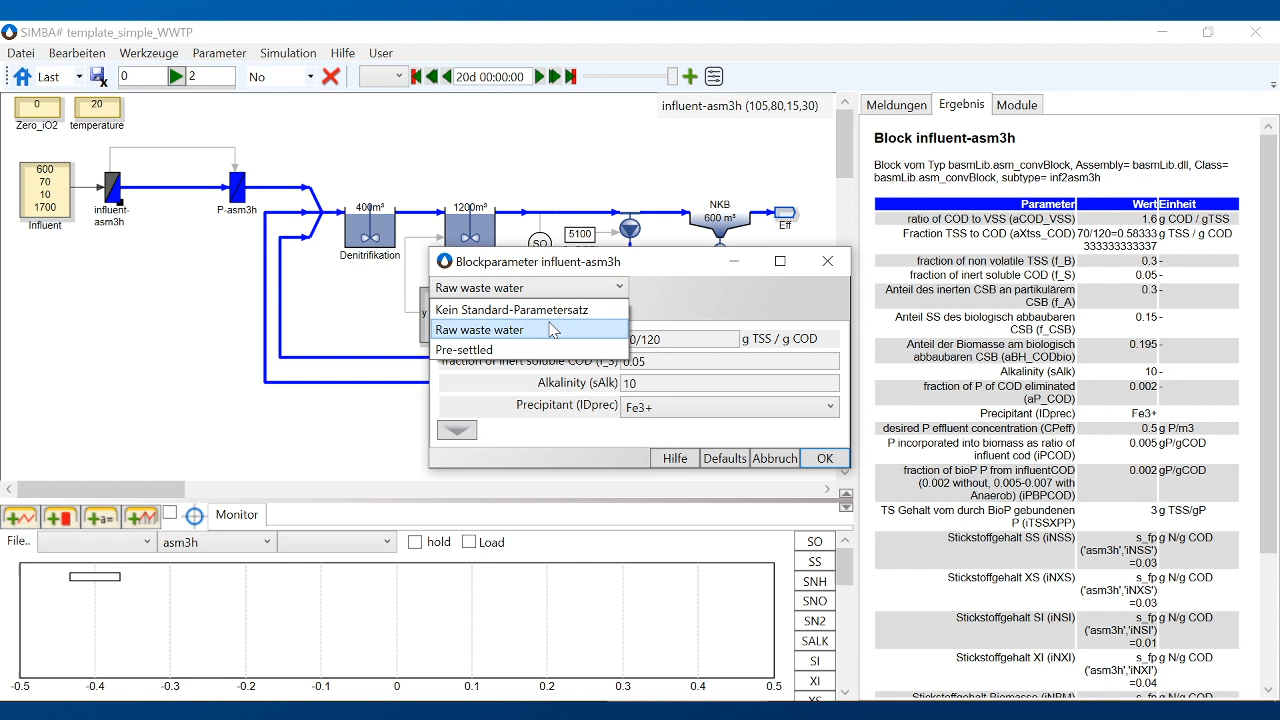 SIMBA# template_simple_WWTP
Datei Bearbeiten Werkzeuge Parameter Simulation Hilfe User
Last 0 2 No 20d 00:00:00
influent-asm3h (105,80,15,30)
0 20
Zero_iO2 temperature
600
70
10
1700
Influent
influent-
asm3h
P-asm3h
400m³
Denitrifikation
1200m³
SO
5100
NKB
600 m³
Eff
y
Blockparameter influent-asm3h
Raw waste water
Kein Standard-Parametersatz
Raw waste water
Pre-settled
0/120 g TSS / g COD
fraction of inert soluble COD (f_S) 0.05
Alkalinity (sAlk) 10
Precipitant (IDprec) Fe3+
Hilfe Defaults Abbruch OK
Monitor
File.. asm3h hold Load
SO
SS
SNH
SNO
SN2
SALK
SI
XI
XS
-0.5 -0.4 -0.3 -0.2 -0.1 0 0.1 0.2 0.3 0.4 0.5
Meldungen Ergebnis Module
Block influent-asm3h
Block vom Typ basmLib.asm_convBlock, Assembly= basmLib.dll, Class=
basmLib.asm_convBlock, subtype= inf2asm3h
Parameter Wert Einheit
ratio of COD to VSS (aCOD_VSS) 1.6 g COD / gTSS
Fraction TSS to COD (aXtss_COD) 70/120=0.58333 g TSS / g COD
333333333337
fraction of non volatile TSS (f_B) 0.3 -
fraction of inert soluble COD (f_S) 0.05 -
Anteil des inerten CSB an partikulärem 0.3 -
CSB (f_A)
Anteil SS des biologisch abbaubaren 0.15 -
CSB (f_CSB)
Anteil der Biomasse am biologisch 0.195 -
abbaubaren CSB (aBH_CODbio)
Alkalinity (sAlk) 10 -
fraction of P of COD eliminated 0.002 -
(aP_COD)
Precipitant (IDprec) Fe3+
desired P effluent concentration (CPeff) 0.5 g P/m3
P incorporated into biomass as ratio of 0.005 gP/gCOD
influent cod (iPCOD)
fraction of bioP P from influentCOD 0.002 gP/gCOD
(0.002 without, 0.005-0.007 with
Anaerob) (iPBPCOD)
TS Gehalt vom durch BioP gebundenen 3 g TSS/gP
P (iTSSXPP)
Stickstoffgehalt SS (iNSS) s_fp g N/g COD
('asm3h','iNSS')
=0.03
Stickstoffgehalt XS (iNXS) s_fp g N/g COD
('asm3h','iNXS')
=0.03
Stickstoffgehalt SI (iNSI) s_fp g N/g COD
('asm3h','iNSI')
=0.01
Stickstoffgehalt XI (iNXI) s_fp g N/g COD
('asm3h','iNXI')
=0.04
Stickstoffgehalt Biomasse (iNBM) s_fp g N/g COD